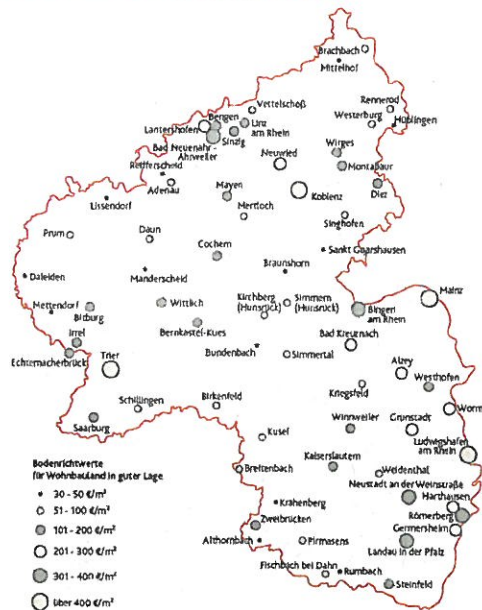 Brachbach
Mittelhof
Rennerod
Vettelschoß
Westerburg
Hüblingen
Bengen
Linz
am Rhein
Lantershofen
Bad Neuenahr-
Ahrweiler
Sinzig
Wirges
Neuwied
Montabaur
Reifferscheid
Adenau
Mayen
Koblenz
Diez
Lissendorf
Mertloch
Singhofen
Prüm
Daun
Cochem
Sankt Goarshausen
Daleiden
Manderscheid
Braunshorn
Mainz
Mettendorf
Bitburg
Wittlich
Kirchberg
(Hunsrück)
Simmern
(Hunsrück)
Bingen
am Rhein
Irrel
Bernkastel-Kues
Bad Kreuznach
Echternacherbrück
Trier
Bundenbach
Simmertal
Alzey
Westhofen
Schillingen
Birkenfeld
Kriegsfeld
Worms
Saarburg
Winnweiler
Grünstadt
Kusel
Ludwigshafen
am Rhein
Bodenrichtwerte
für Wohnbauland in guter Lage
Breitenbach
Kaiserslautern
Weidenthal
Neustadt an der Weinstraße
30 - 50 €/m²
Krähenberg
Harthausen
51 - 100 €/m²
Zweibrücken
Römerberg
101 - 200 €/m²
Althornbach
Pirmasens
Germersheim
201 - 300 €/m²
Landau in der Pfalz
301 - 400 €/m²
Fischbach bei Dahn
Rumbach
Steinfeld
über 400 €/m²